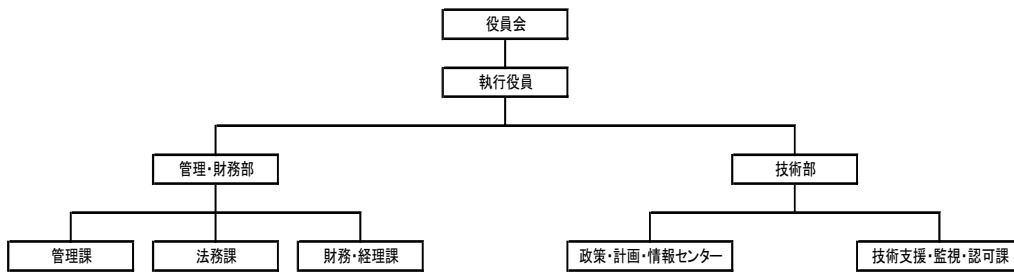 役員会
執行役員
管理・財務部
技術部
管理課
法務課
財務・経理課
政策・計画・情報センター
技術支援・監視・認可課